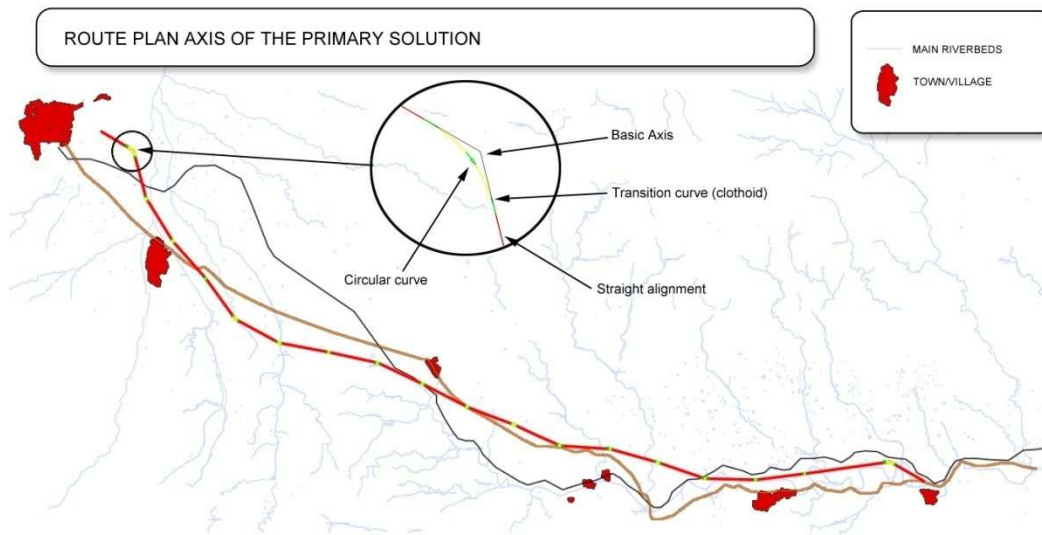 ROUTE PLAN AXIS OF THE PRIMARY SOLUTION
MAIN RIVERBEDS
TOWN/VILLAGE
Basic Axis
Transition curve (clothoid)
Circular curve
Straight alignment